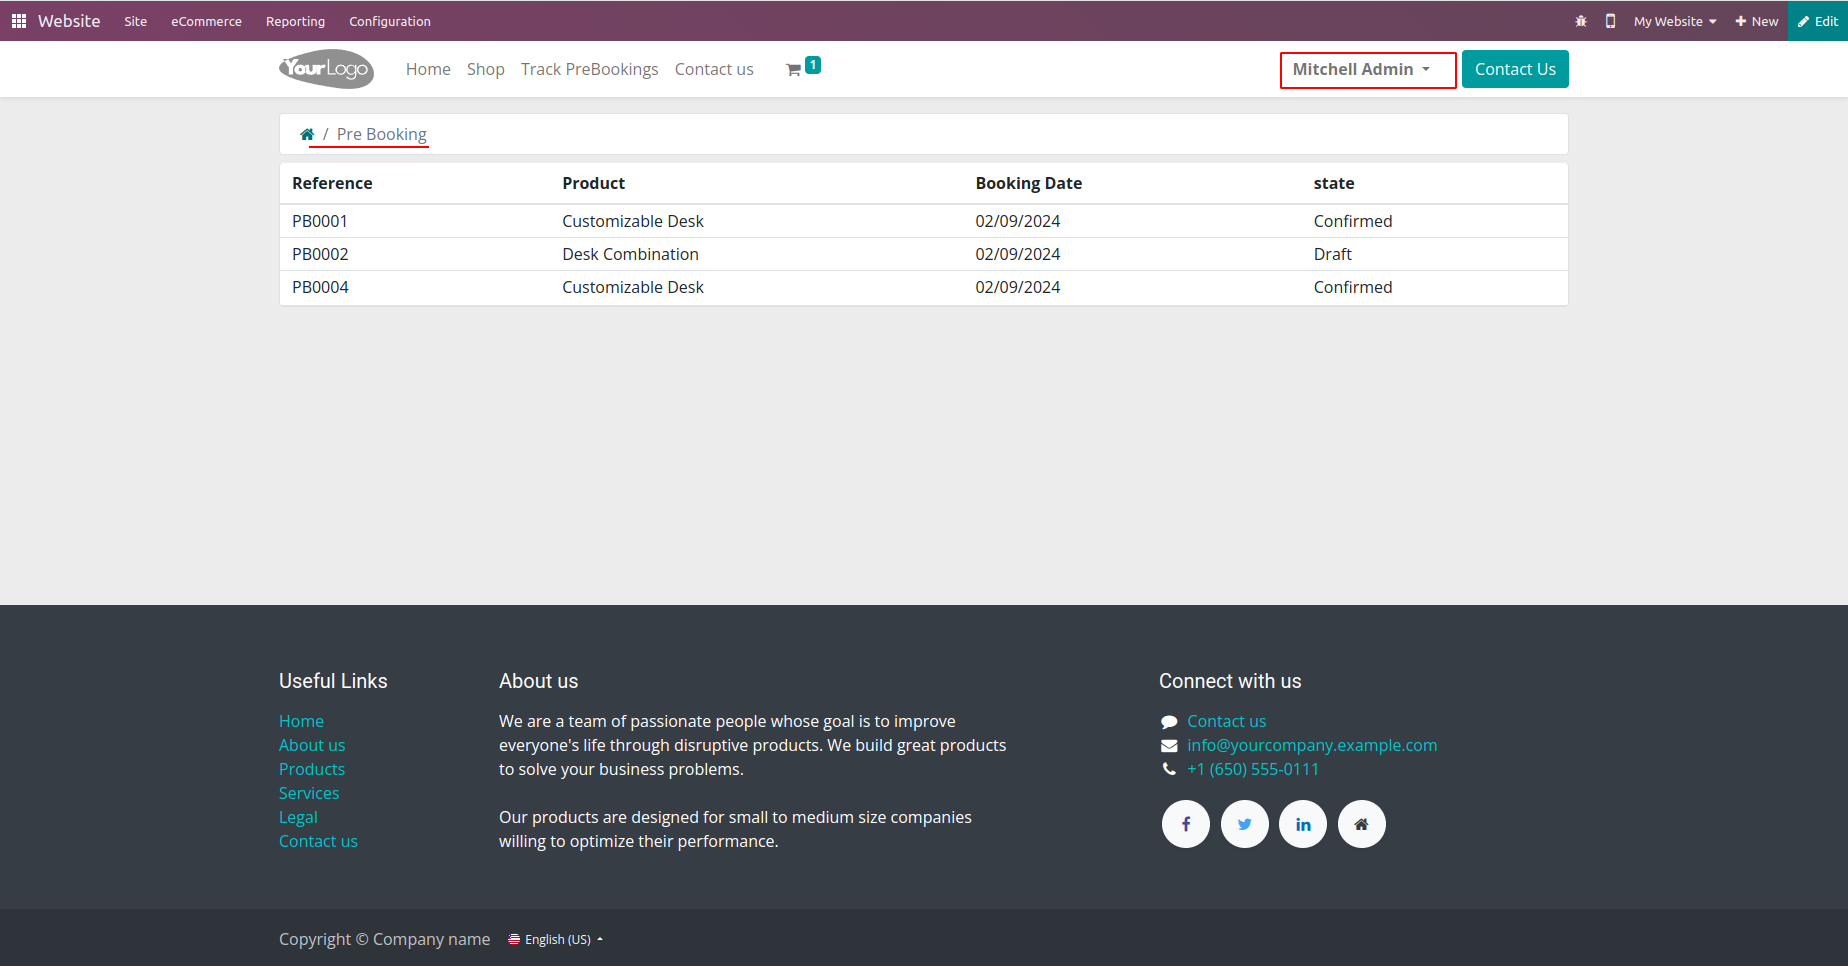 Website Site eCommerce Reporting Configuration My Website New Edit
YourLogo Home Shop Track PreBookings Contact us 1 Mitchell Admin Contact Us
/ Pre Booking
Reference Product Booking Date state
PB0001 Customizable Desk 02/09/2024 Confirmed
PB0002 Desk Combination 02/09/2024 Draft
PB0004 Customizable Desk 02/09/2024 Confirmed
Useful Links
Home
About us
Products
Services
Legal
Contact us
About us
We are a team of passionate people whose goal is to improve
everyone's life through disruptive products. We build great products
to solve your business problems.
Our products are designed for small to medium size companies
willing to optimize their performance.
Connect with us
Contact us
info@yourcompany.example.com
+1 (650) 555-0111
Copyright © Company name English (US)